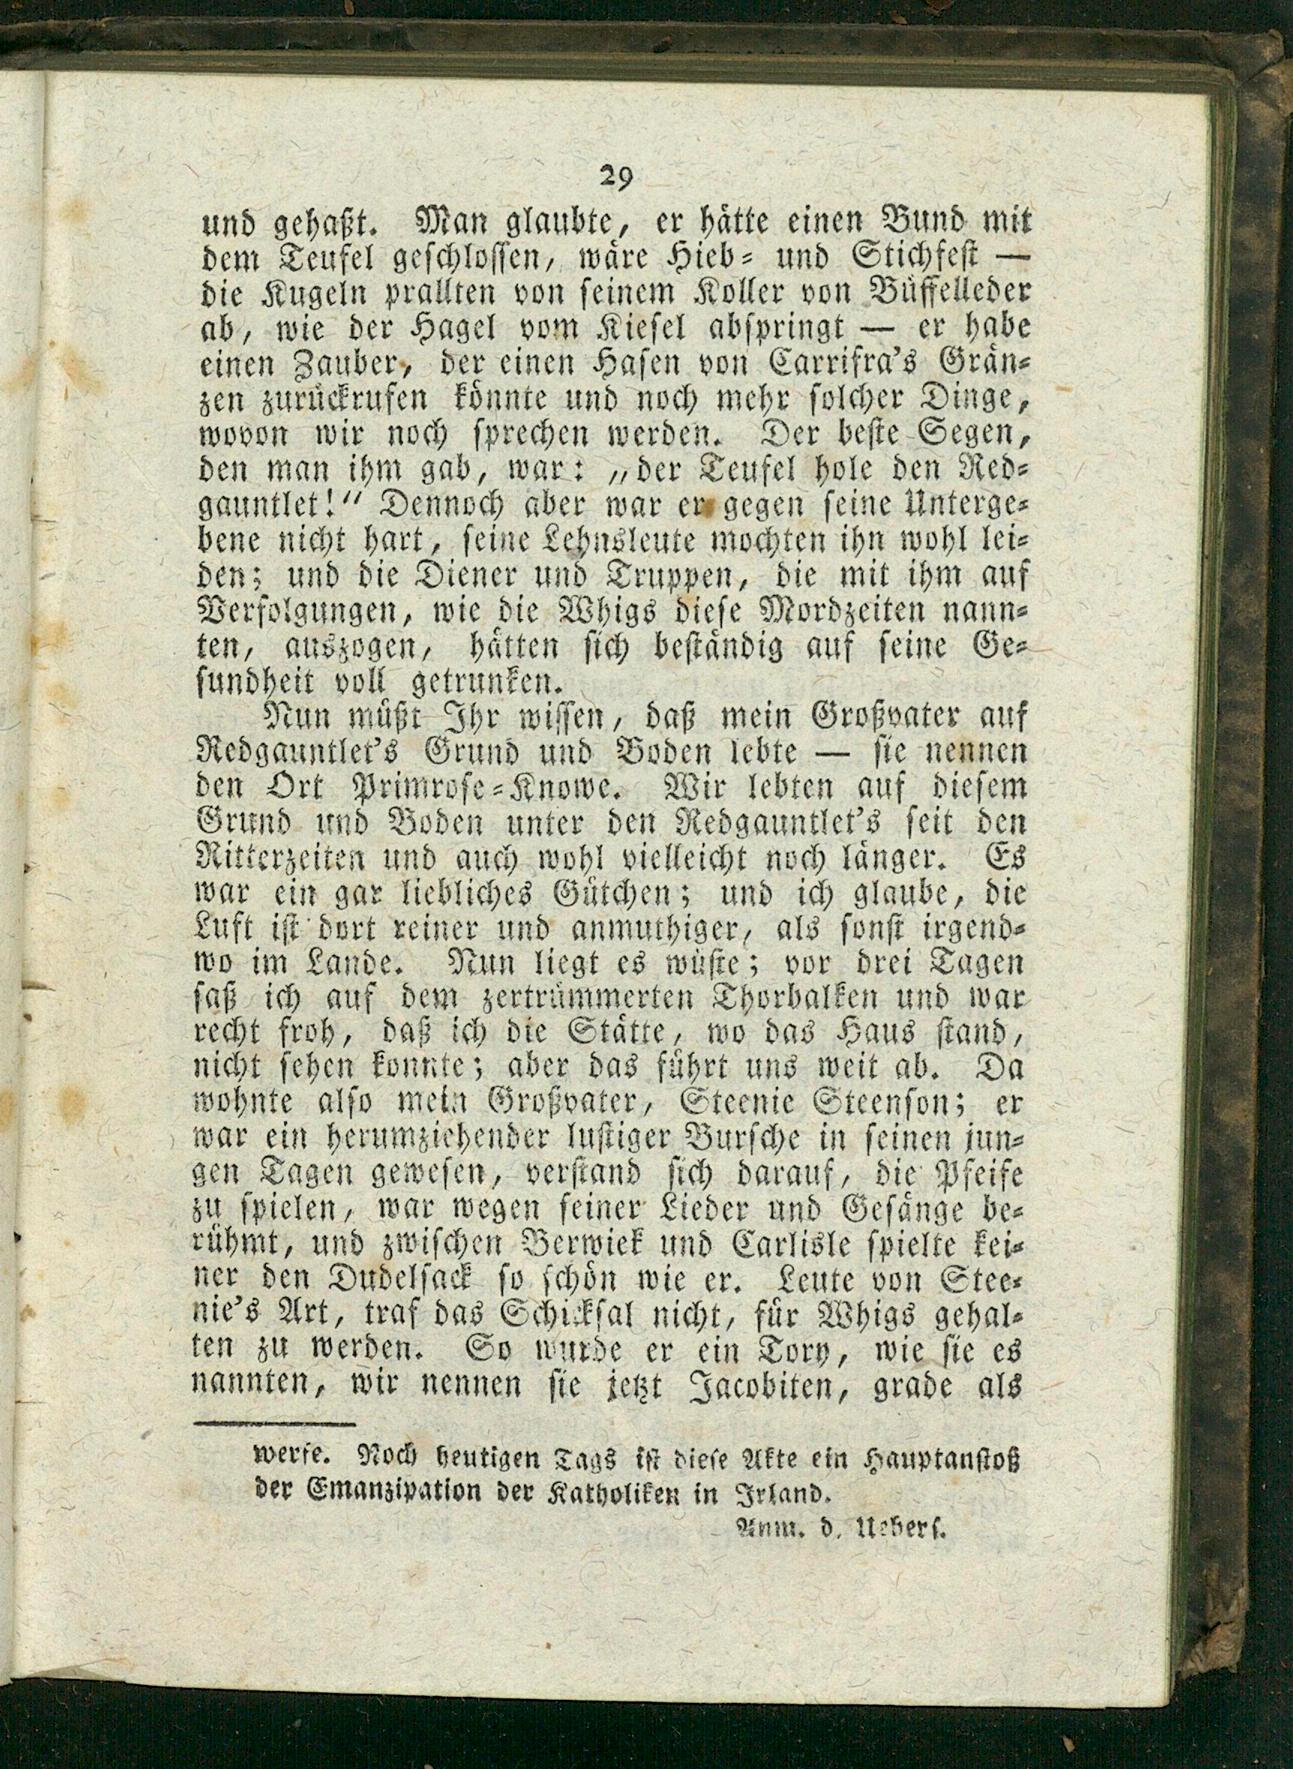 29
und gehaßt. Man glaubte, er hätte einen Bund mit
dem Teufel geschlossen, wäre Hieb- und Stichfest —
die Kugeln prallten von seinem Koller von Büffelleder
ab, wie der Hagel vom Kiesel abspringt — er habe
einen Zauber, der einen Hasen von Carrifra's Grän-
zen zurückrufen könnte und noch mehr solcher Dinge,
wovon wir noch sprechen werden. Der beste Segen,
den man ihm gab, war: „der Teufel hole den Red-
gauntlet!“ Dennoch aber war er gegen seine Unterge-
bene nicht hart, seine Lehnsleute mochten ihn wohl lei-
den; und die Diener und Truppen, die mit ihm auf
Verfolgungen, wie die Whigs diese Mordzeiten nann-
ten, auszogen, hätten sich beständig auf seine Ge-
sundheit voll getrunken.
Nun müßt Ihr wissen, daß mein Großvater auf
Redgauntlet's Grund und Boden lebte — sie nennen
den Ort Primrose-Knowe. Wir lebten auf diesem
Grund und Boden unter den Redgauntlet's seit den
Ritterzeiten und auch wohl vielleicht noch länger. Es
war ein gar liebliches Gütchen; und ich glaube, die
Luft ist dort reiner und anmuthiger, als sonst irgend-
wo im Lande. Nun liegt es wüste; vor drei Tagen
saß ich auf dem zertrümmerten Thorbalken und war
recht froh, daß ich die Stätte, wo das Haus stand,
nicht sehen konnte; aber das führt uns weit ab. Da
wohnte also mein Großvater, Steenie Steenson; er
war ein herumziehender lustiger Bursche in seinen jun-
gen Tagen gewesen, verstand sich darauf, die Pfeife
zu spielen, war wegen seiner Lieder und Gesänge be-
rühmt, und zwischen Berwick und Carlisle spielte kei-
ner den Dudelsack so schön wie er. Leute von Stee-
nie's Art, traf das Schicksal nicht, für Whigs gehal-
ten zu werden. So wurde er ein Tory, wie sie es
nannten, wir nennen sie jetzt Jacobiten, grade als
werfe. Noch heutigen Tags ist diese Akte ein Hauptanstoß
der Emanzipation der Katholiken in Irland.
Anm. d. Uebers.